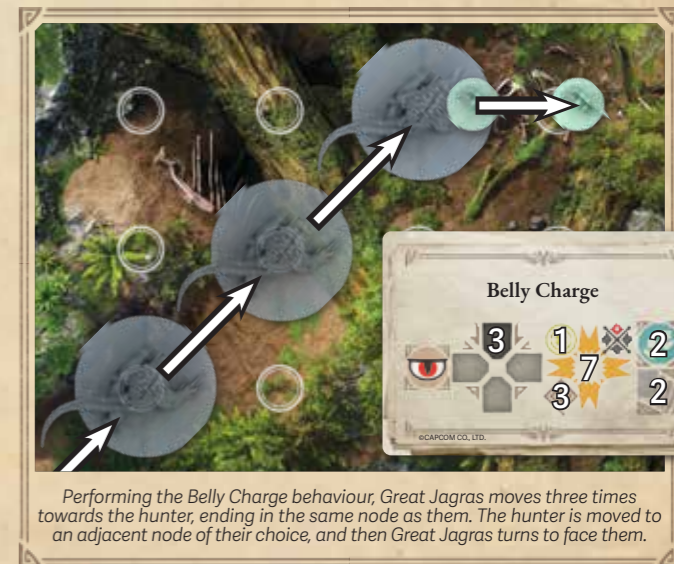 Belly Charge
3
1
2
7
3
2
©CAPCOM CO., LTD.
Performing the Belly Charge behaviour, Great Jagras moves three times
towards the hunter, ending in the same node as them. The hunter is moved to
an adjacent node of their choice, and then Great Jagras turns to face them.